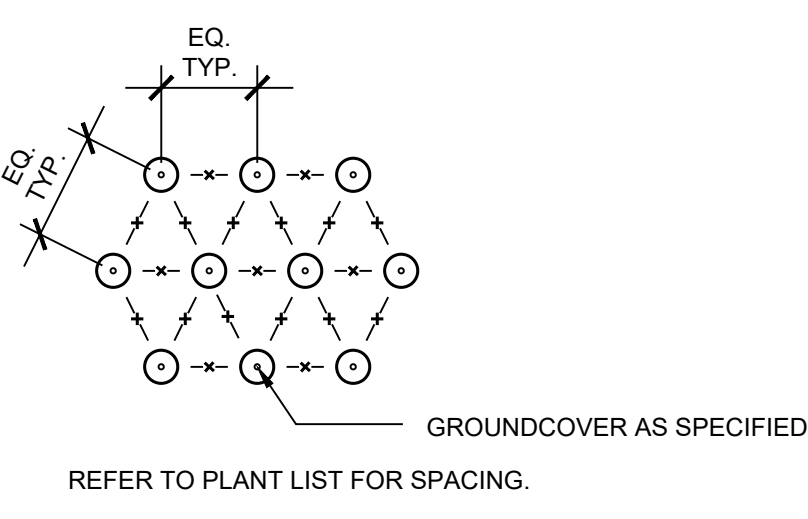 EQ.
TYP.
EQ.
TYP.
GROUNDCOVER AS SPECIFIED
REFER TO PLANT LIST FOR SPACING.